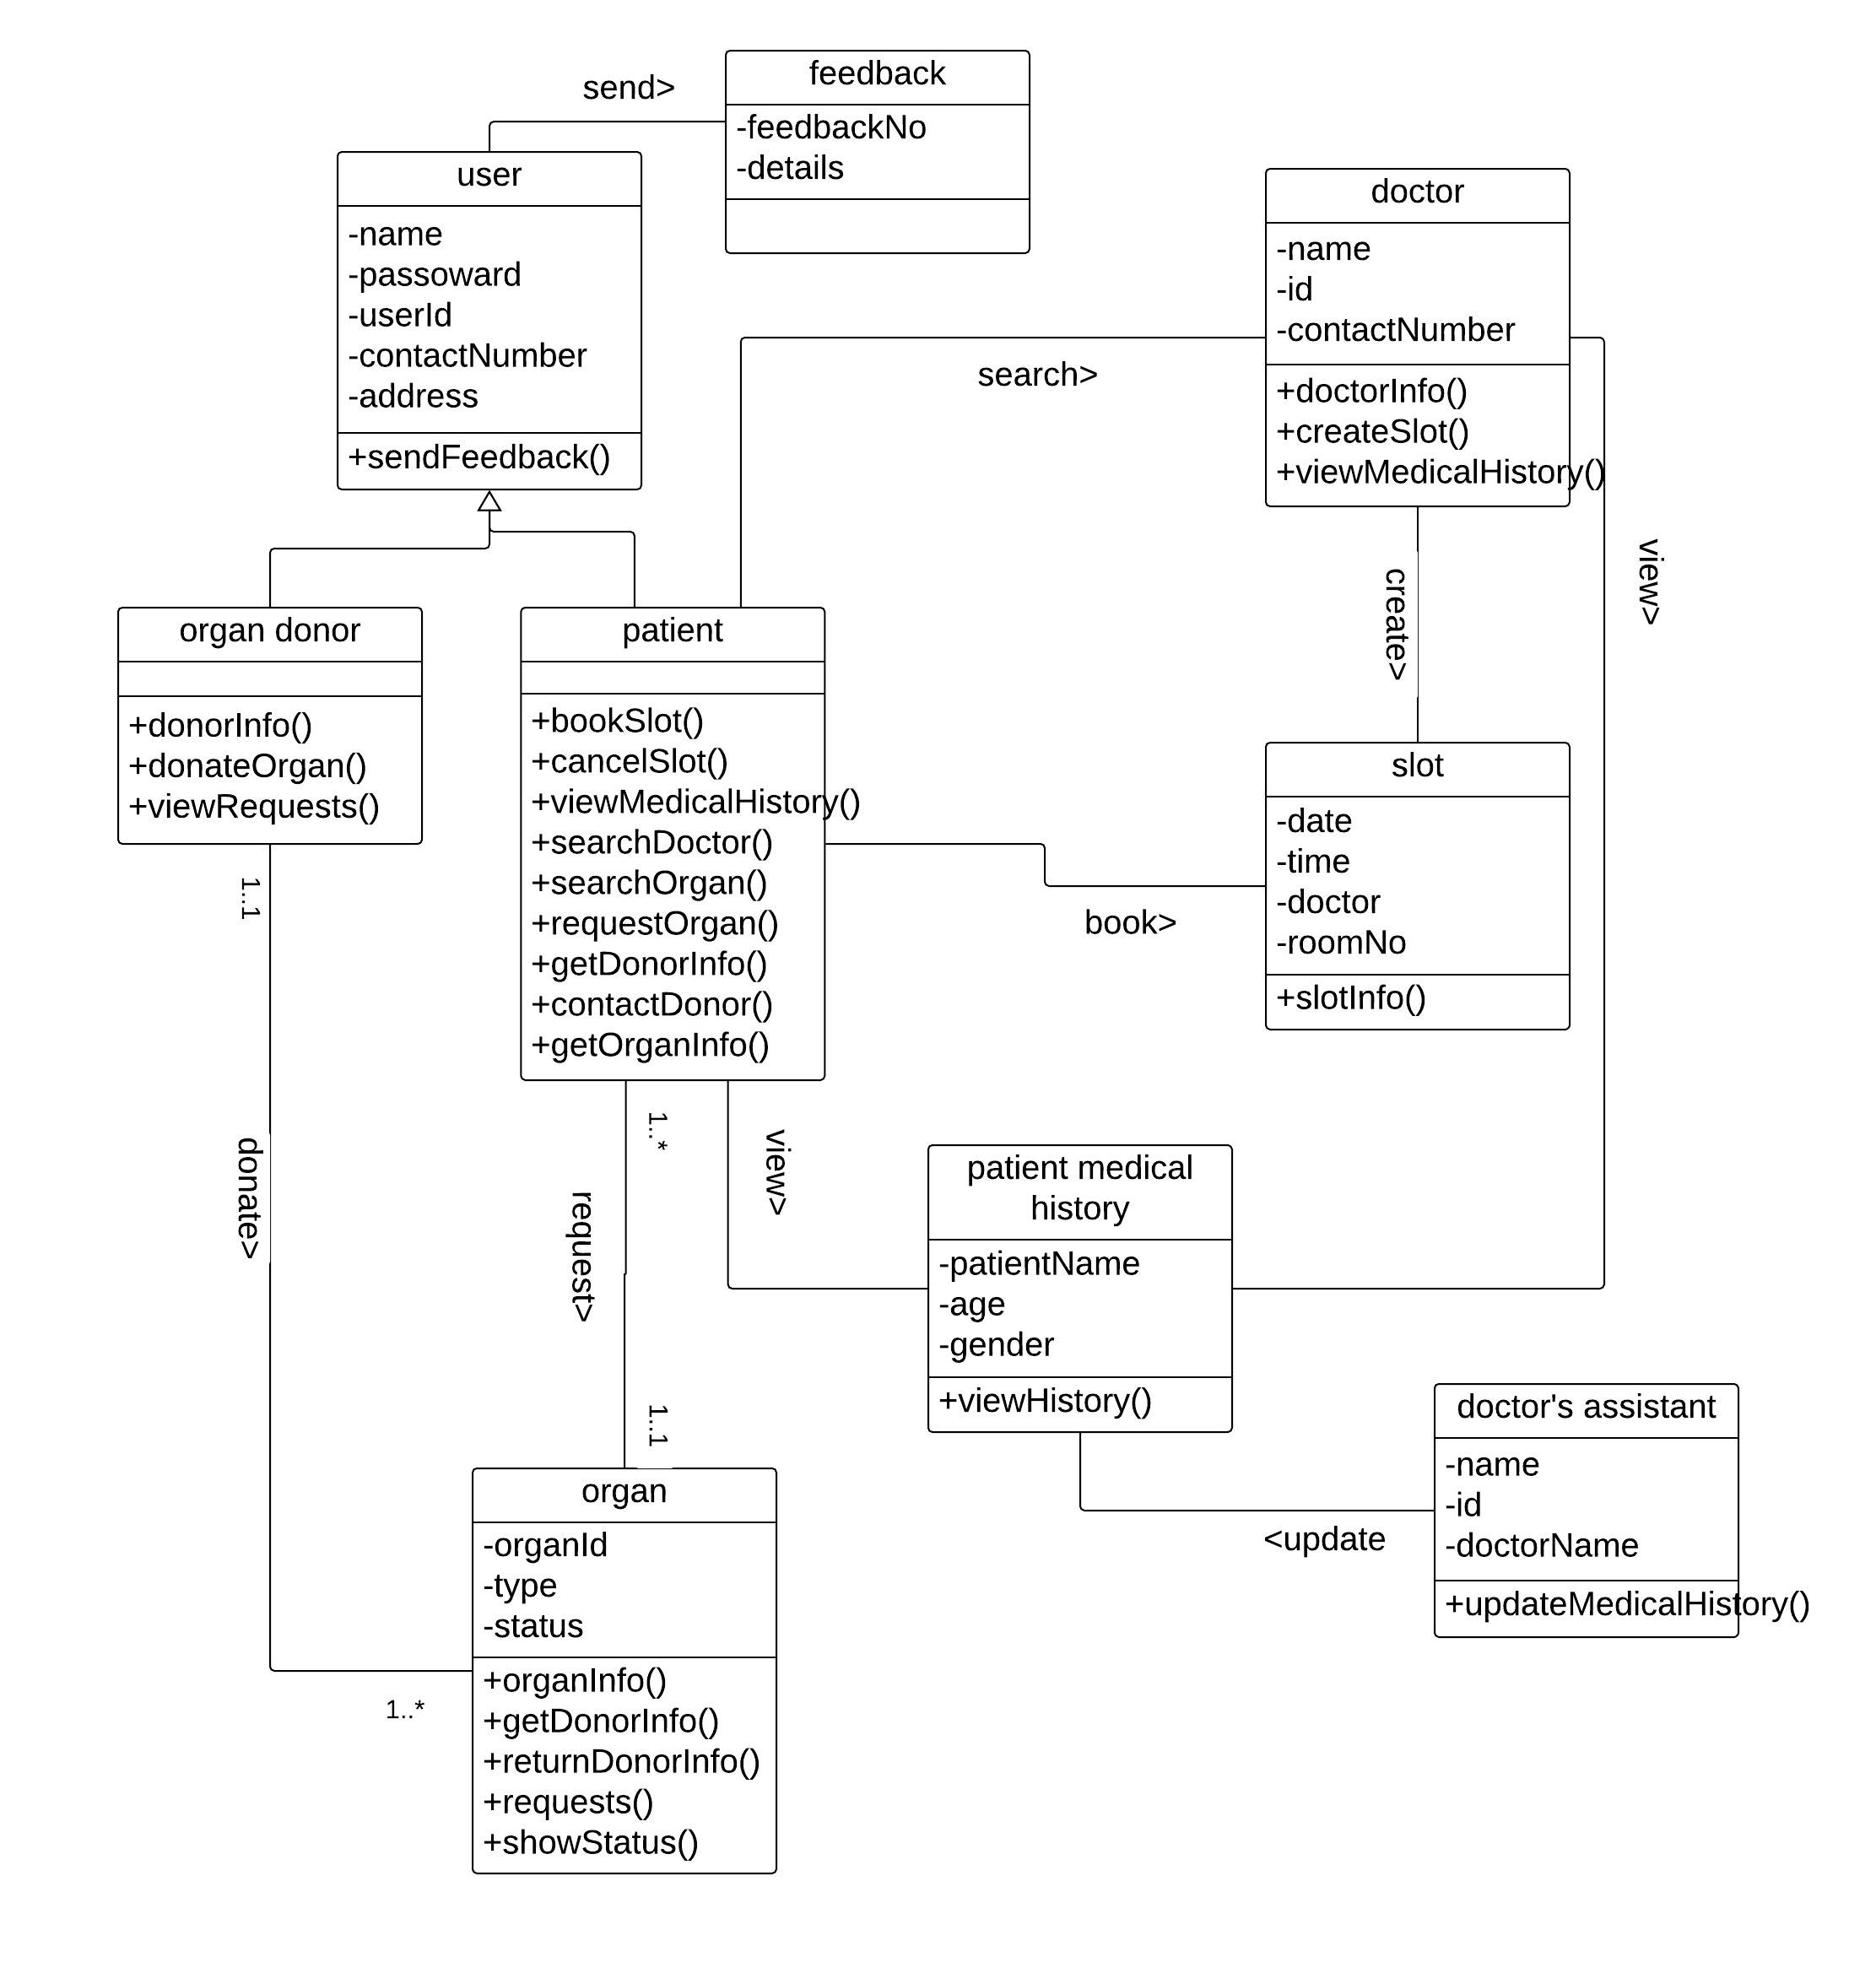 send>
feedback
-feedbackNo
-details
user
-name
-passoward
-userId
-contactNumber
-address
+sendFeedback()
doctor
-name
-id
-contactNumber
+doctorInfo()
+createSlot()
+viewMedicalHistory()
search>
view>
create>
organ donor
+donorInfo()
+donateOrgan()
+viewRequests()
patient
+bookSlot()
+cancelSlot()
+viewMedicalHistory()
+searchDoctor()
+searchOrgan()
+requestOrgan()
+getDonorInfo()
+contactDonor()
+getOrganInfo()
slot
-date
-time
-doctor
-roomNo
+slotInfo()
book>
1..1
donate>
1..*
request>
1..*
view>
1..1
patient medical
history
-patientName
-age
-gender
+viewHistory()
doctor's assistant
-name
-id
-doctorName
+updateMedicalHistory()
<update
organ
-organId
-type
-status
+organInfo()
+getDonorInfo()
+returnDonorInfo()
+requests()
+showStatus()